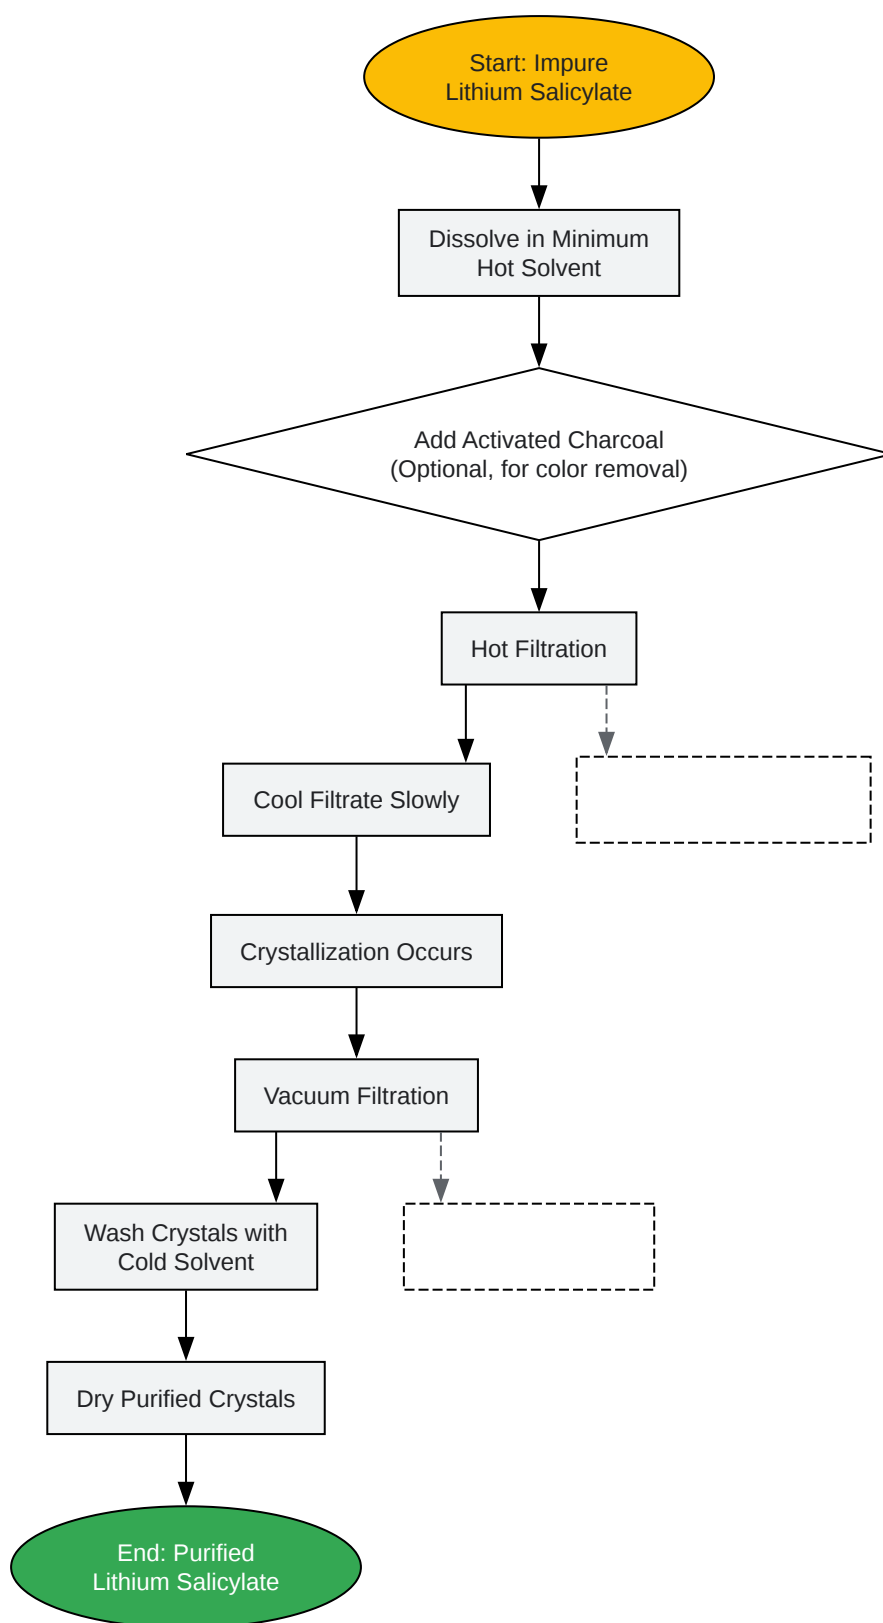 Start: Impure
Lithium Salicylate
Dissolve in Minimum
Hot Solvent
Add Activated Charcoal
(Optional, for color removal)
Hot Filtration
Cool Filtrate Slowly
Crystallization Occurs
Vacuum Filtration
Wash Crystals with
Cold Solvent
Dry Purified Crystals
End: Purified
Lithium Salicylate